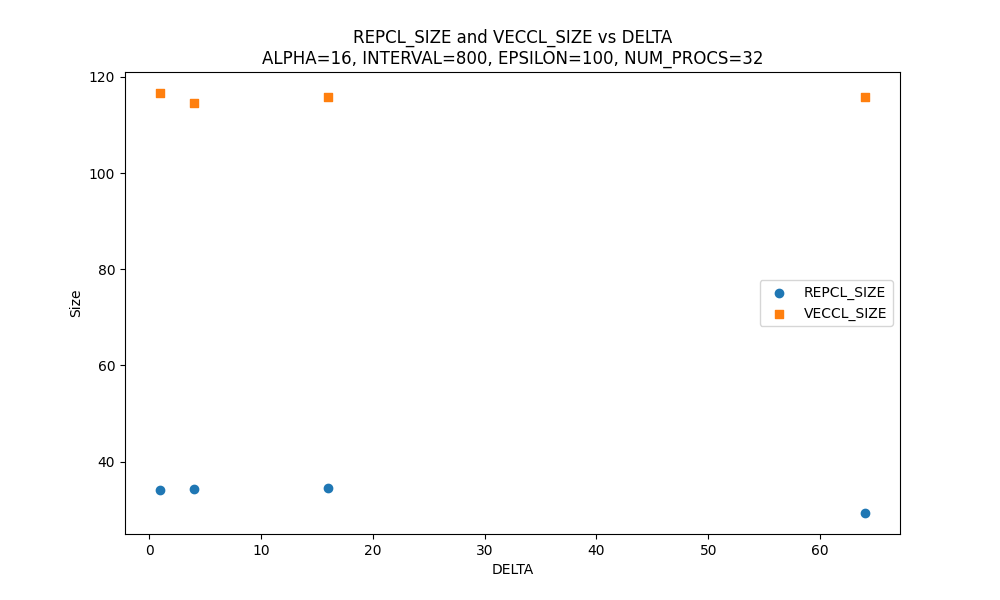 REPCL_SIZE and VECCL_SIZE vs DELTA
ALPHA=16, INTERVAL=800, EPSILON=100, NUM_PROCS=32
120
100
80
60
40
Size
REPCL_SIZE
VECCL_SIZE
0 10 20 30 40 50 60
DELTA